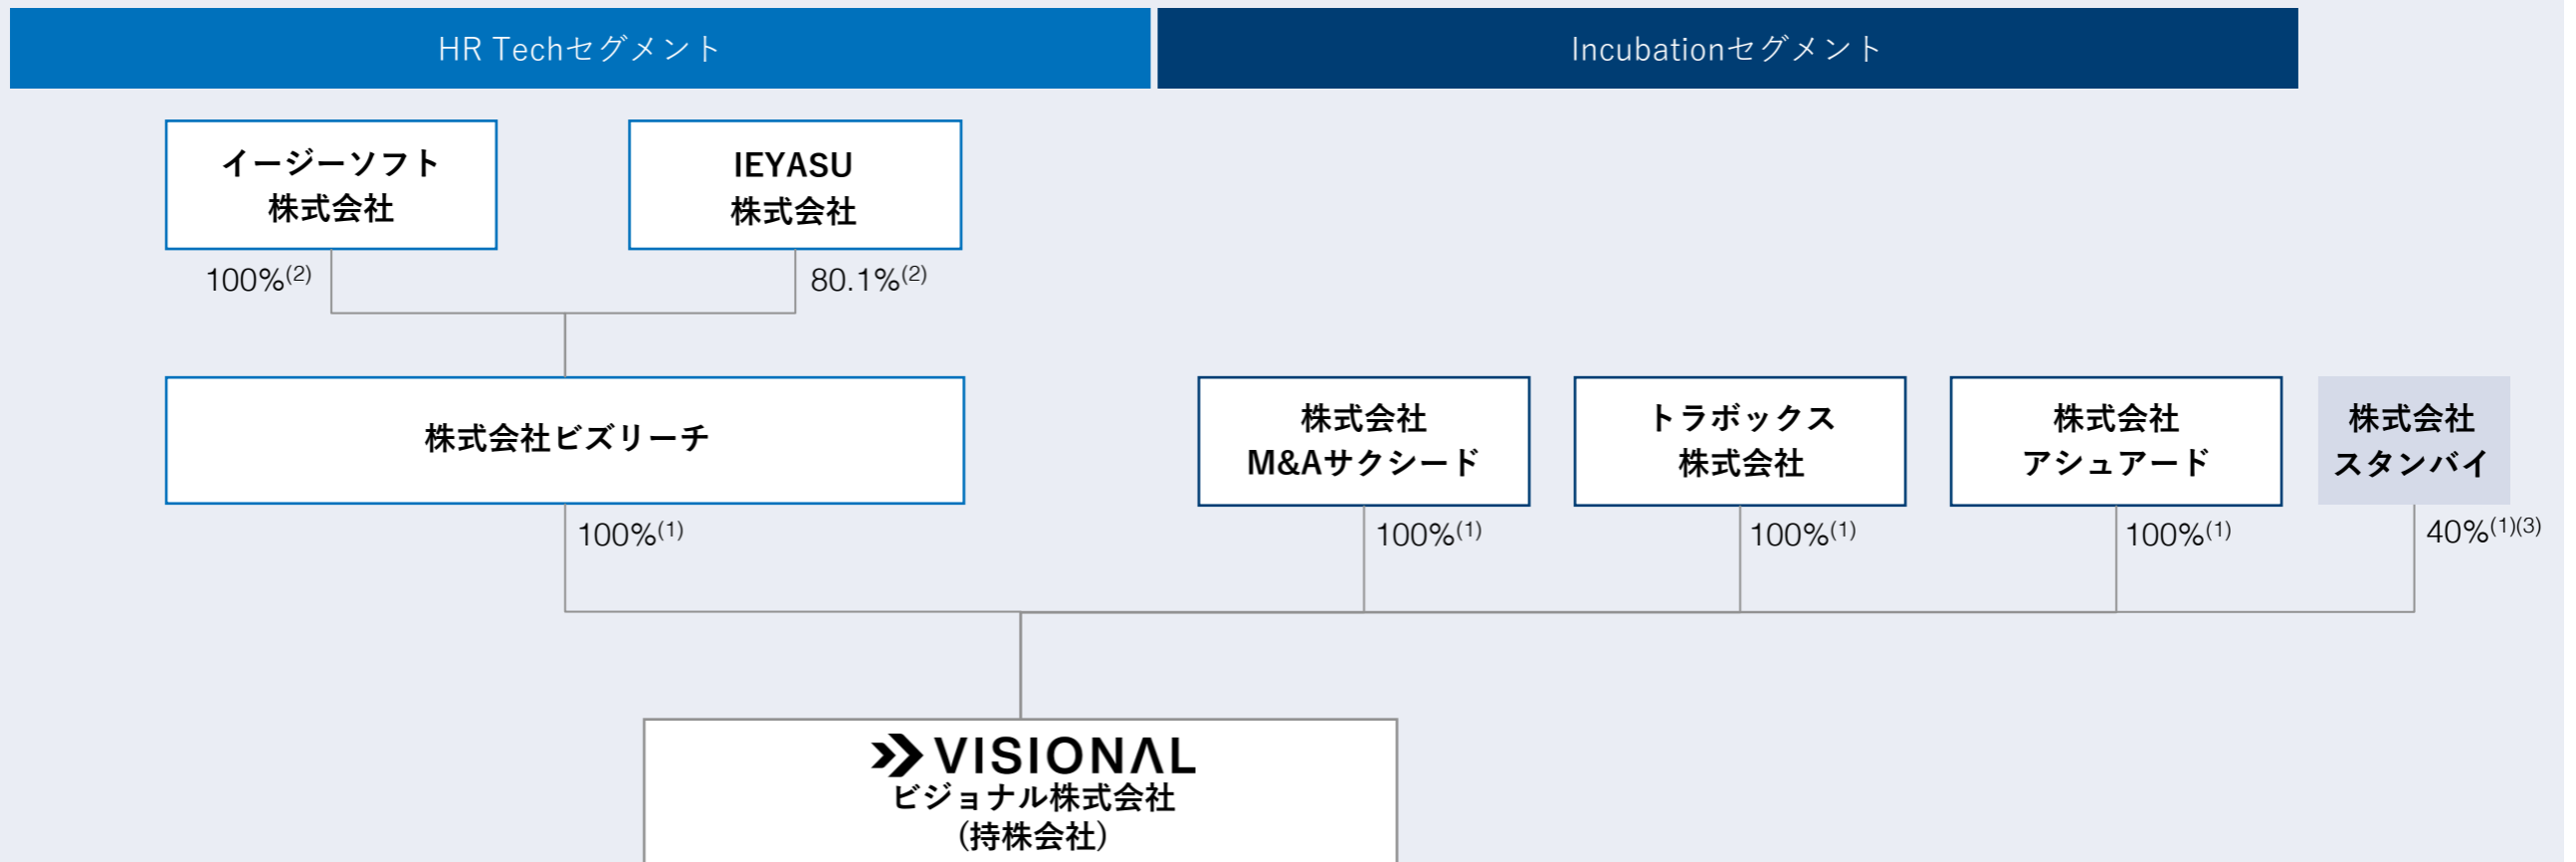 HR Techセグメント
Incubationセグメント
イージーソフト
株式会社
IEYASU
株式会社
100%(2)
80.1%(2)
株式会社ビズリーチ
株式会社
M&Aサクシード
トラボックス
株式会社
株式会社
アシュアード
株式会社
スタンバイ
100%(1)
100%(1)
100%(1)
100%(1)
40%(1)(3)
VISIONAL
ビジョナル株式会社
(持株会社)